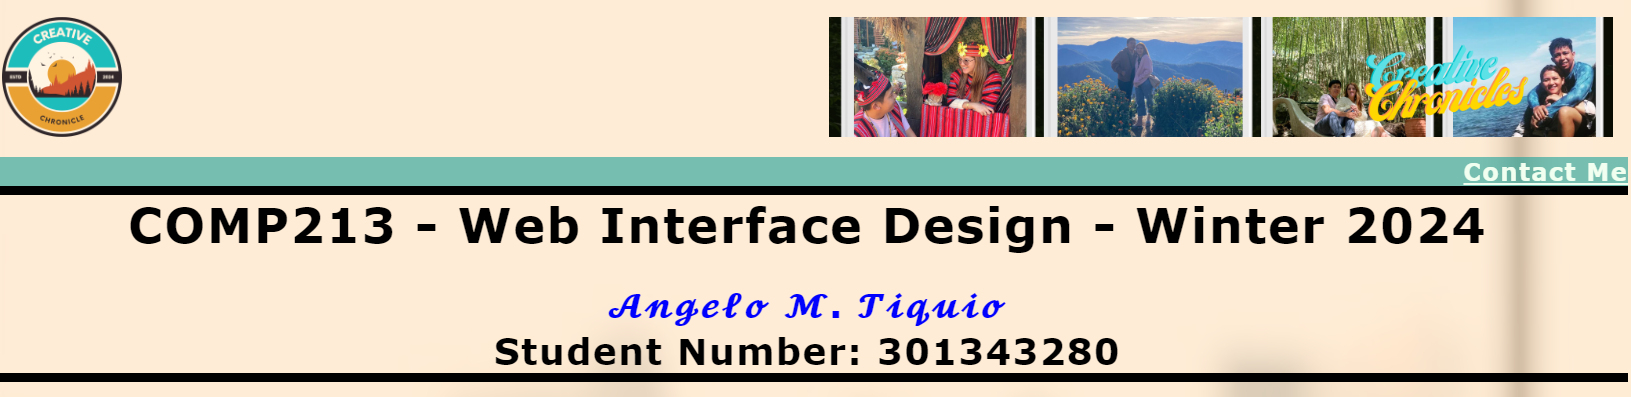 CREATIVE
ESTD 2024
CHRONICLE
Creative
Chronicles
Contact Me
COMP213 - Web Interface Design - Winter 2024
Angelo M. Tiquio
Student Number: 301343280